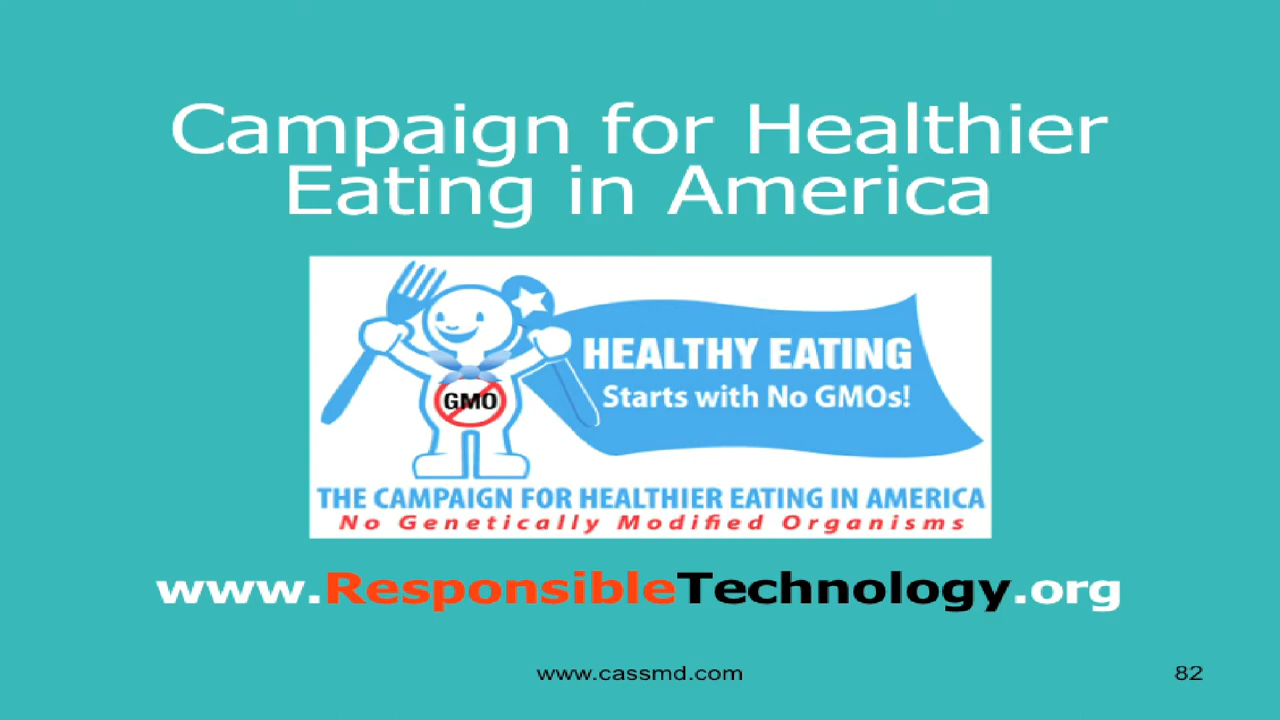 Campaign for Healthier
Eating in America
HEALTHY EATING
Starts with No GMOs!
GMO
THE CAMPAIGN FOR HEALTHIER EATING IN AMERICA
No Genetically Modified Organisms
www.ResponsibleTechnology.org
www.cassmd.com
82